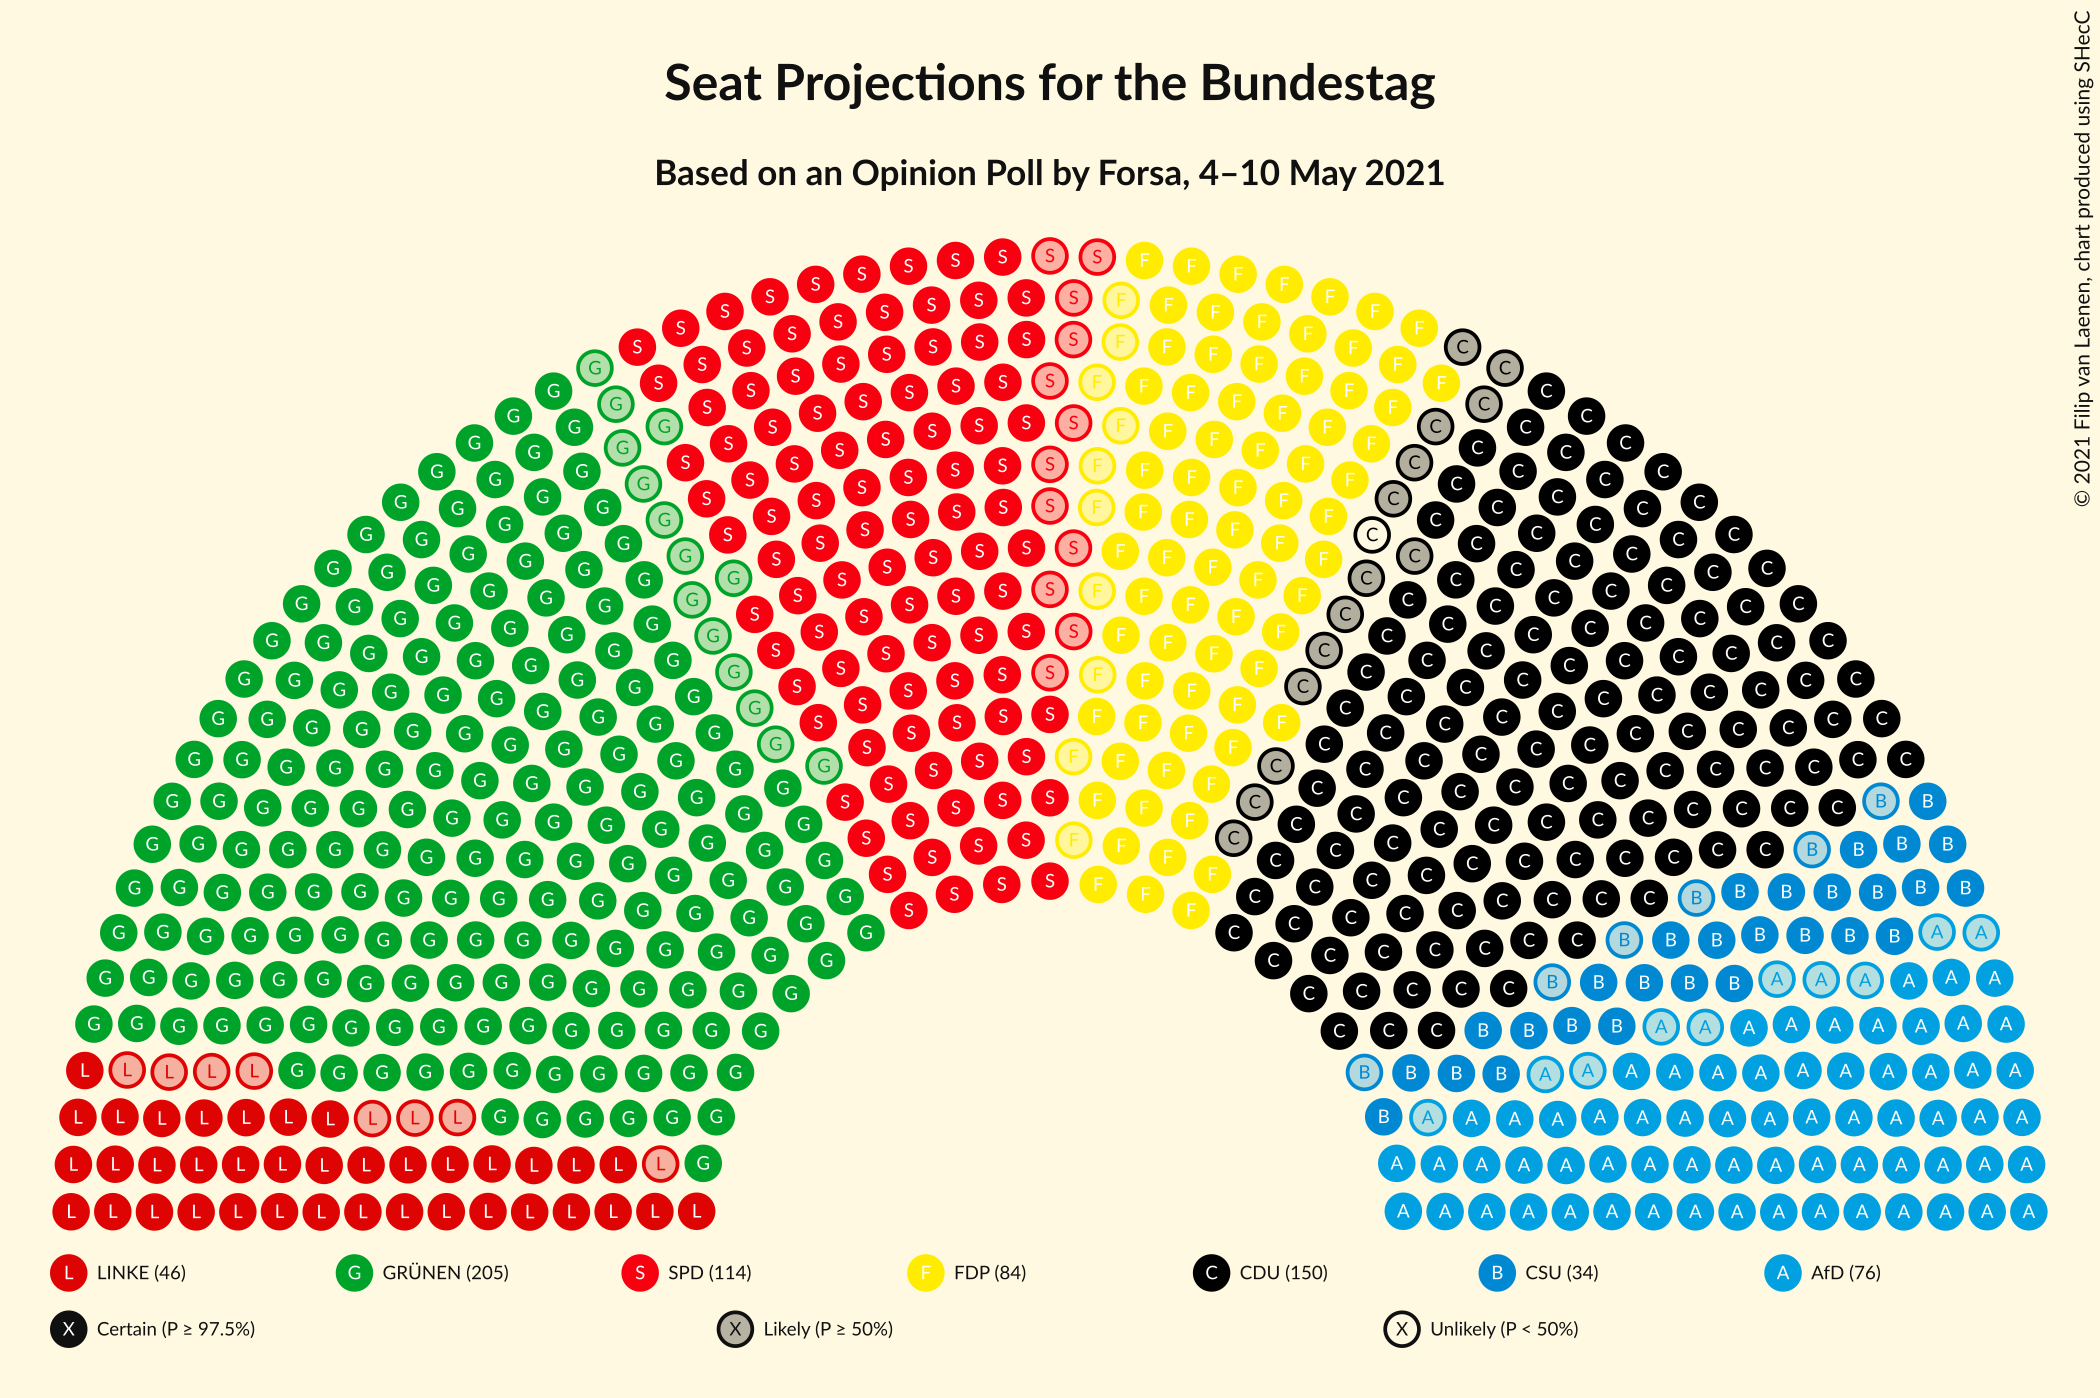 Seat Projections for the Bundestag
Based on an Opinion Poll by Forsa, 4–10 May 2021
© 2021 Filip van Laenen, chart produced using SHecC
L LINKE (46)
G GRÜNEN (205)
S SPD (114)
F FDP (84)
C CDU (150)
B CSU (34)
A AfD (76)
X Certain (P ≥ 97.5%)
X Likely (P ≥ 50%)
X Unlikely (P < 50%)